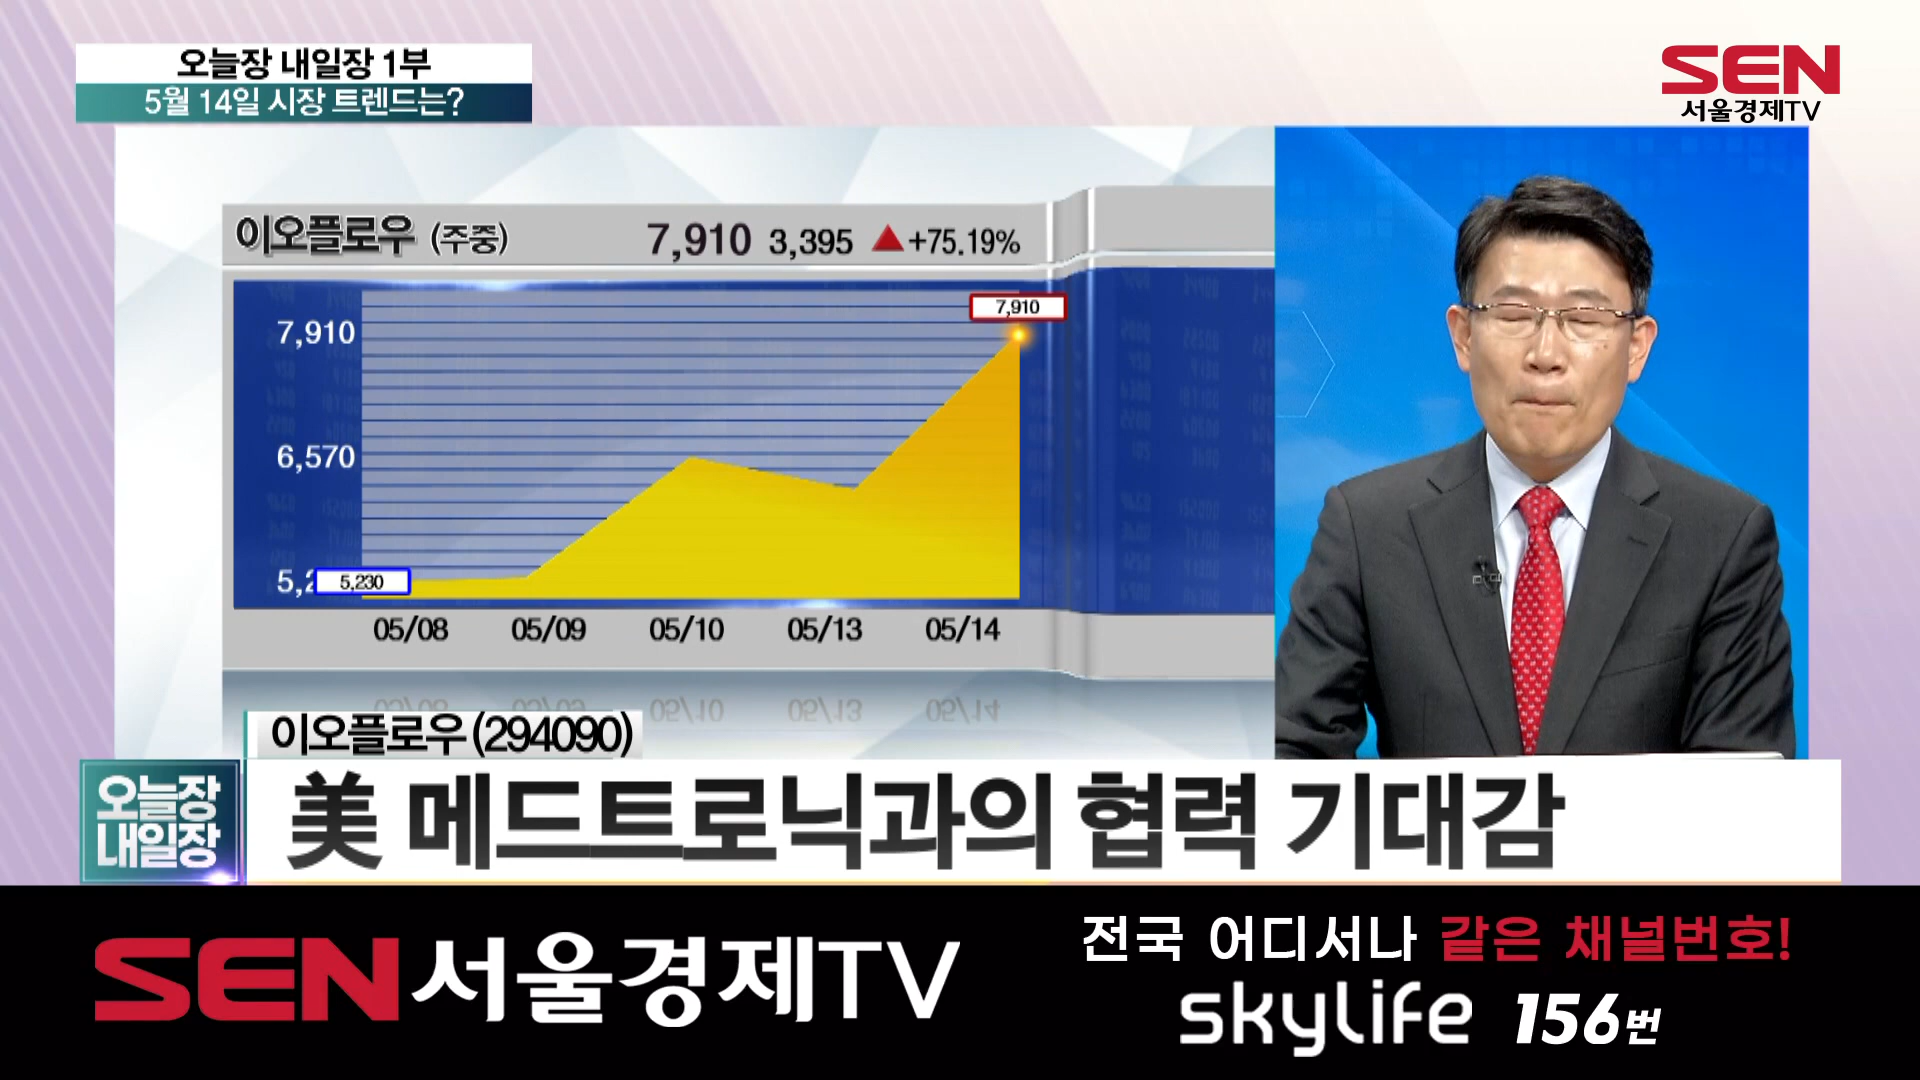 오늘장 내일장 1부
5월 14일 시장 트렌드는?
SEN
서울경제TV
이오플로우 (주중) 7,910 3,395 ▲+75.19%
7,910
7,910
6,570
5,2
5,230
05/08 05/09 05/10 05/13 05/14
이오플로우(294090)
오늘장
내일장
美 메드트로닉과의 협력 기대감
SEN서울경제TV
전국 어디서나 같은 채널번호!
skylife 156번